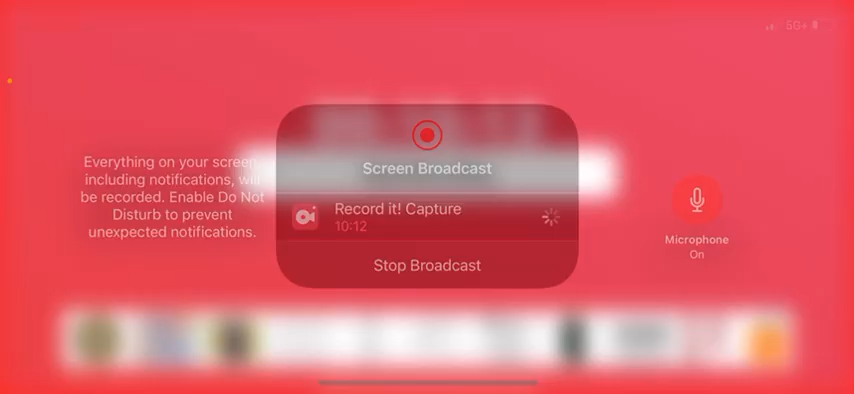 5G+
Screen Broadcast
Everything on your screen,
including notifications, will
be recorded. Enable Do Not
Disturb to prevent
unexpected notifications.
Record it! Capture
10:12
Stop Broadcast
Microphone
On